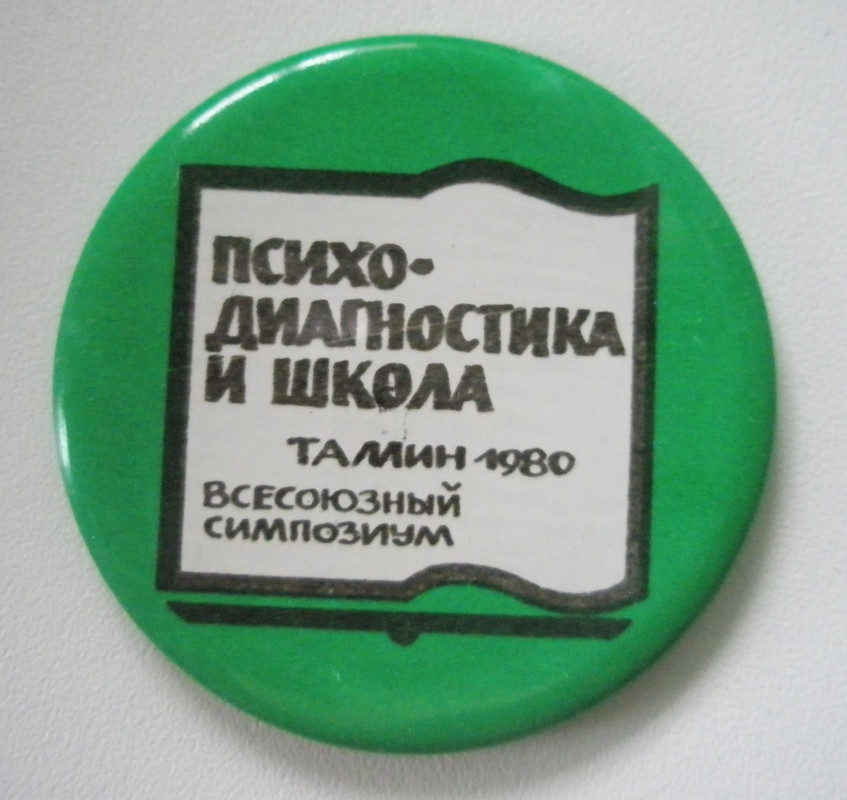 ПСИХО-
ДИАГНОСТИКА
И ШКОЛА
ТАЛЛИН 1980
ВСЕСОЮЗНЫЙ
СИМПОЗИУМ